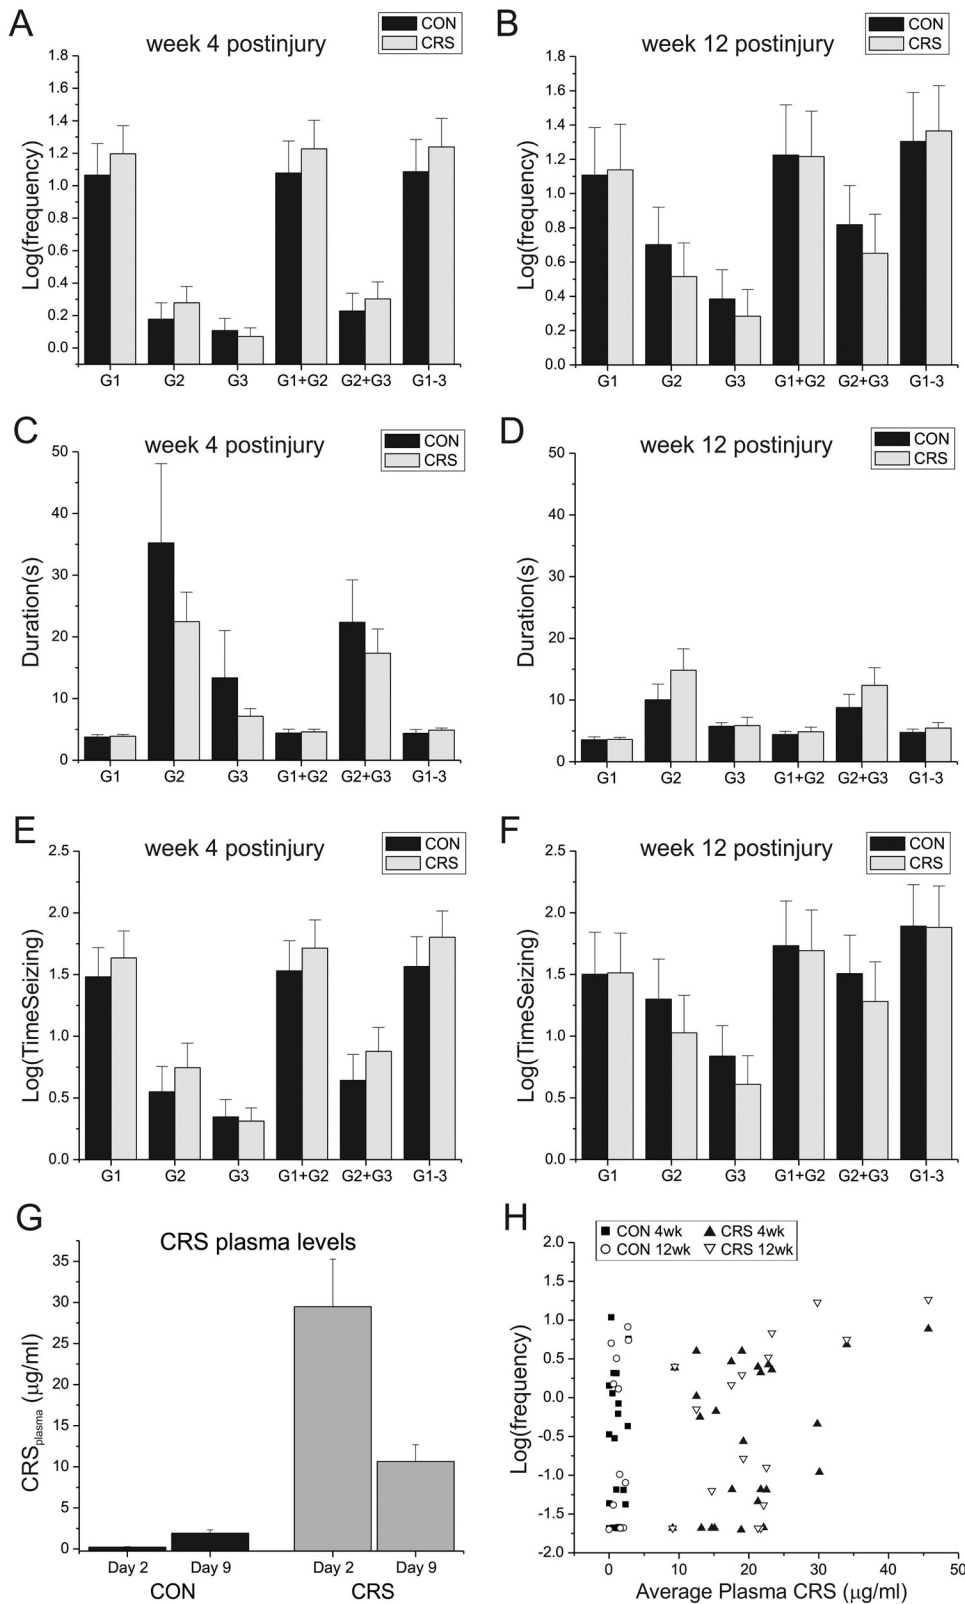 A
week 4 postinjury
CON
CRS
Log(frequency)
1.8
1.6
1.4
1.2
1.0
0.8
0.6
0.4
0.2
0.0
G1 G2 G3 G1+G2 G2+G3 G1-3
B
week 12 postinjury
CON
CRS
Log(frequency)
1.8
1.6
1.4
1.2
1.0
0.8
0.6
0.4
0.2
0.0
G1 G2 G3 G1+G2 G2+G3 G1-3
C
week 4 postinjury
CON
CRS
Duration(s)
50
40
30
20
10
0
G1 G2 G3 G1+G2 G2+G3 G1-3
D
week 12 postinjury
CON
CRS
Duration(s)
50
40
30
20
10
0
G1 G2 G3 G1+G2 G2+G3 G1-3
E
week 4 postinjury
CON
CRS
Log(TimeSeizing)
2.5
2.0
1.5
1.0
0.5
0.0
G1 G2 G3 G1+G2 G2+G3 G1-3
F
week 12 postinjury
CON
CRS
Log(TimeSeizing)
2.5
2.0
1.5
1.0
0.5
0.0
G1 G2 G3 G1+G2 G2+G3 G1-3
G
CRS plasma levels
CRSplasma (μg/ml)
35
30
25
20
15
10
5
0
Day 2 Day 9 Day 2 Day 9
CON CRS
H
CON 4wk CRS 4wk
CON 12wk CRS 12wk
Log(frequency)
2.0
1.5
1.0
0.5
0.0
-0.5
-1.0
-1.5
-2.0
0 10 20 30 40 50
Average Plasma CRS (μg/ml)